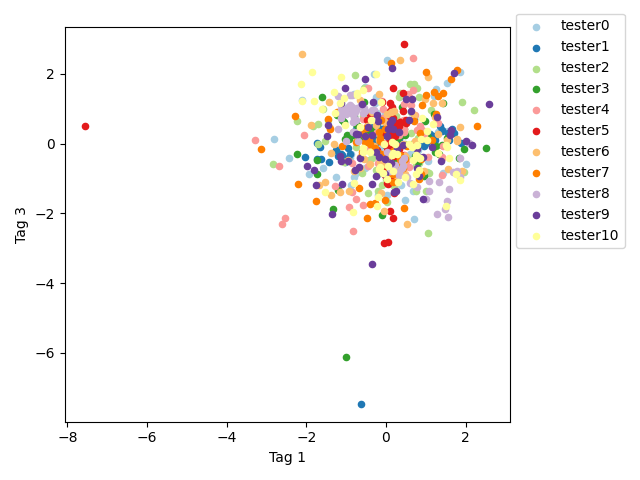 tester0
tester1
tester2
tester3
tester4
tester5
tester6
tester7
tester8
tester9
tester10
Tag 3
2
0
−2
−4
−6
−8
−6
−4
−2
0
2
Tag 1